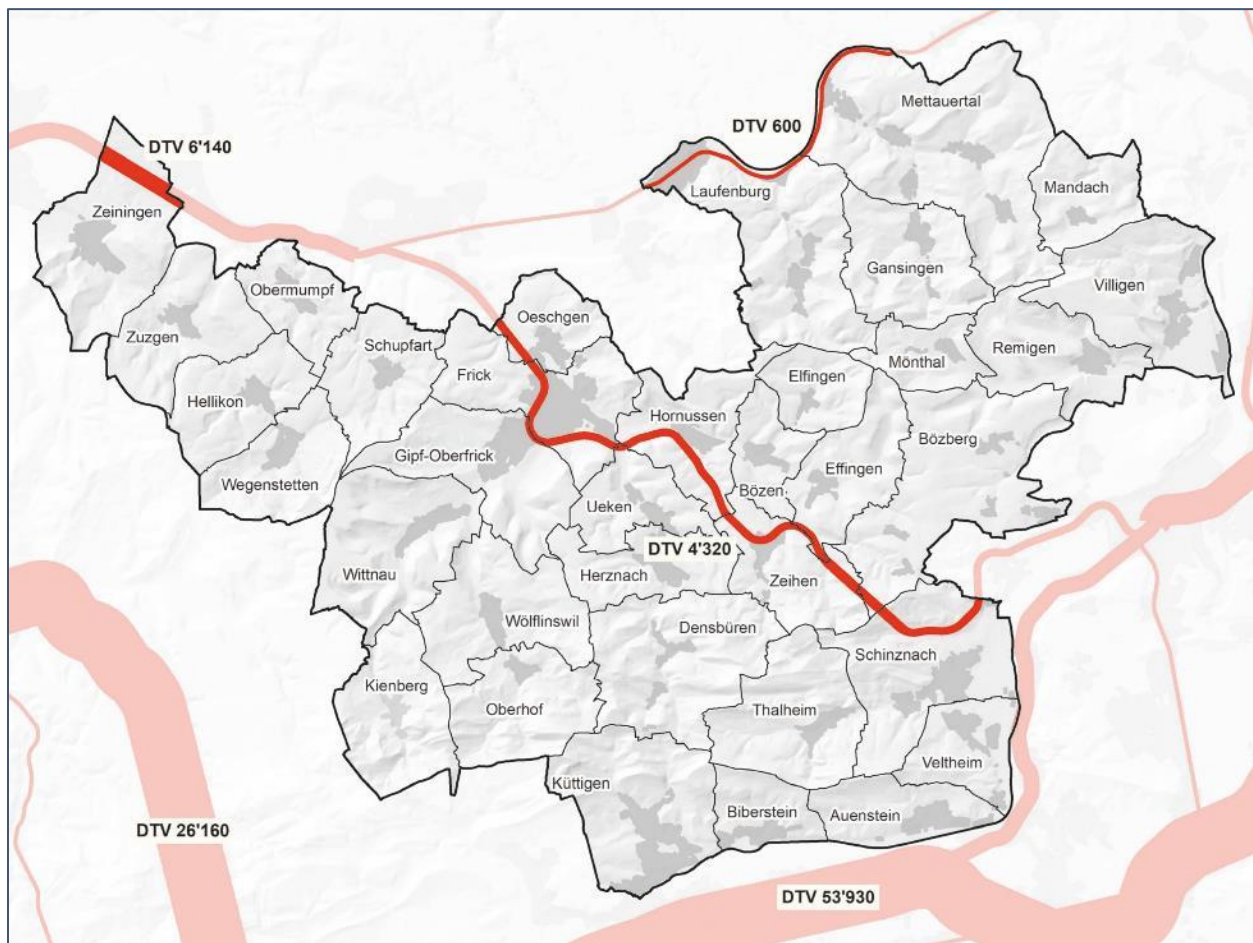 Mettauertal
DTV 600
DTV 6'140
Laufenburg
Mandach
Zeiningen
Gansingen
Villigen
Obermumpf
Oeschgen
Zuzgen
Schupfart
Remigen
Mönthal
Frick
Elfingen
Hellikon
Hornussen
Bözberg
Gipf-Oberfrick
Effingen
Wegenstetten
Bözen
Ueken
DTV 4'320
Wittnau
Herznach
Zeihen
Wölflinswil
Densbüren
Schinznach
Kienberg
Oberhof
Thalheim
Veltheim
Küttigen
Biberstein
Auenstein
DTV 26'160
DTV 53'930